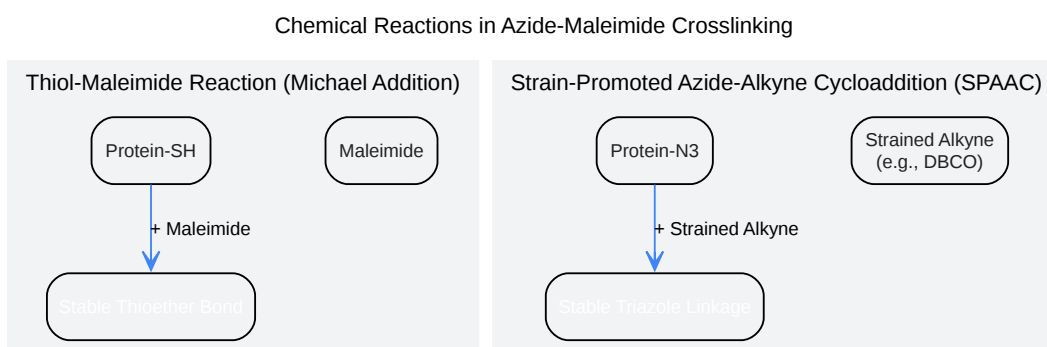 Chemical Reactions in Azide-Maleimide Crosslinking
Thiol-Maleimide Reaction (Michael Addition)
Protein-SH
Maleimide
+ Maleimide
Stable Thioether Bond
Strain-Promoted Azide-Alkyne Cycloaddition (SPAAC)
Protein-N3
Strained Alkyne
(e.g., DBCO)
+ Strained Alkyne
Stable Triazole Linkage